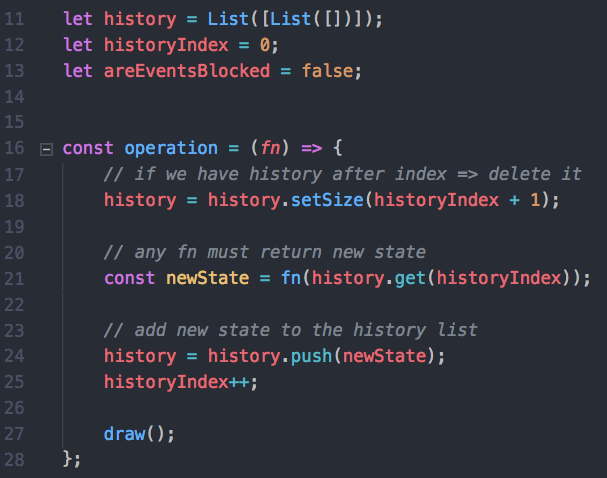 11 let history = List([List([])]);
12 let historyIndex = 0;
13 let areEventsBlocked = false;
14
15
16 const operation = (fn) => {
17 // if we have history after index => delete it
18 history = history.setSize(historyIndex + 1);
19
20 // any fn must return new state
21 const newState = fn(history.get(historyIndex));
22
23 // add new state to the history list
24 history = history.push(newState);
25 historyIndex++;
26
27 draw();
28 };